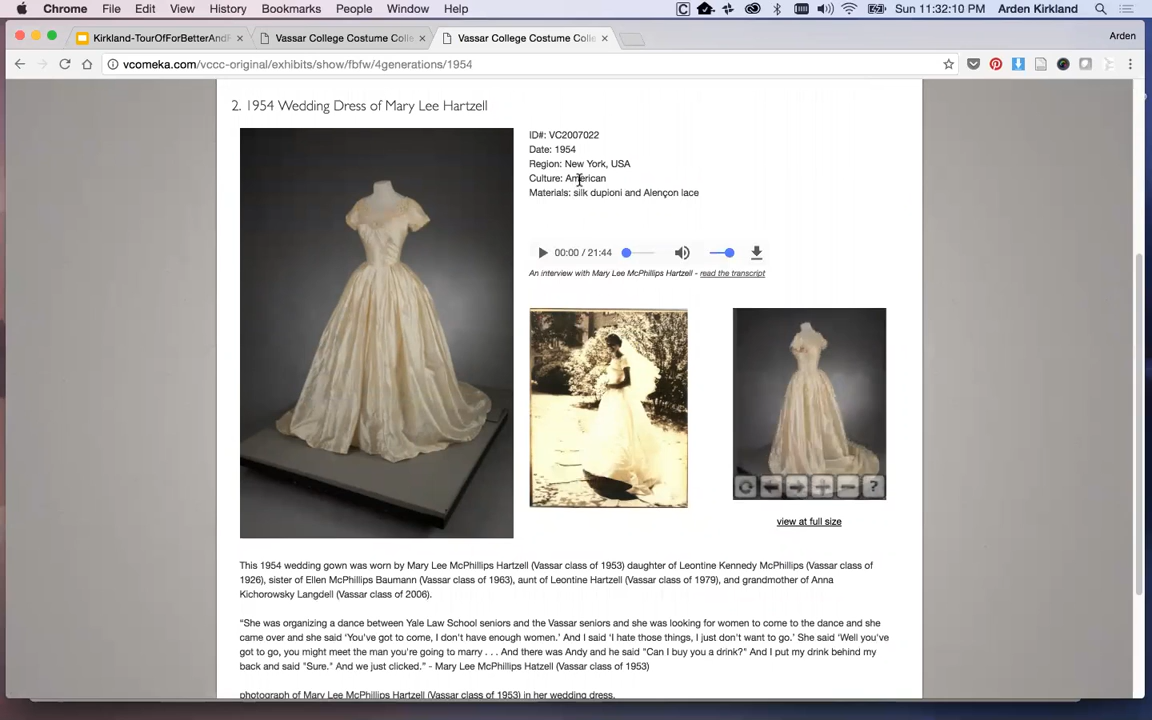 Chrome File Edit View History Bookmarks People Window Help Sun 11:32:10 PM Arden Kirkland
Kirkland-TourOfForBetterAndF Vassar College Costume Colle Vassar College Costume Colle Arden
vcomeka.com/vccc-original/exhibits/show/fbfw/4generations/1954
2. 1954 Wedding Dress of Mary Lee Hartzell
ID#: VC2007022
Date: 1954
Region: New York, USA
Culture: American
Materials: silk dupioni and Alençon lace
00:00 / 21:44
An interview with Mary Lee McPhillips Hartzell - read the transcript
?
view at full size
This 1954 wedding gown was worn by Mary Lee McPhillips Hartzell (Vassar class of 1953) daughter of Leontine Kennedy McPhillips (Vassar class of
1926), sister of Ellen McPhillips Baumann (Vassar class of 1963), aunt of Leontine Hartzell (Vassar class of 1979), and grandmother of Anna
Kichorowsky Langdell (Vassar class of 2006).
“She was organizing a dance between Yale Law School seniors and the Vassar seniors and she was looking for women to come to the dance and she
came over and she said ‘You've got to come, I don't have enough women.’ And I said ‘I hate those things, I just don't want to go.’ She said ‘Well you've
got to go, you might meet the man you're going to marry . . . And there was Andy and he said "Can I buy you a drink?" And I put my drink behind my
back and said "Sure." And we just clicked.” - Mary Lee McPhillips Hatzell (Vassar class of 1953)
photograph of Mary Lee McPhillips Hartzell (Vassar class of 1953) in her wedding dress.